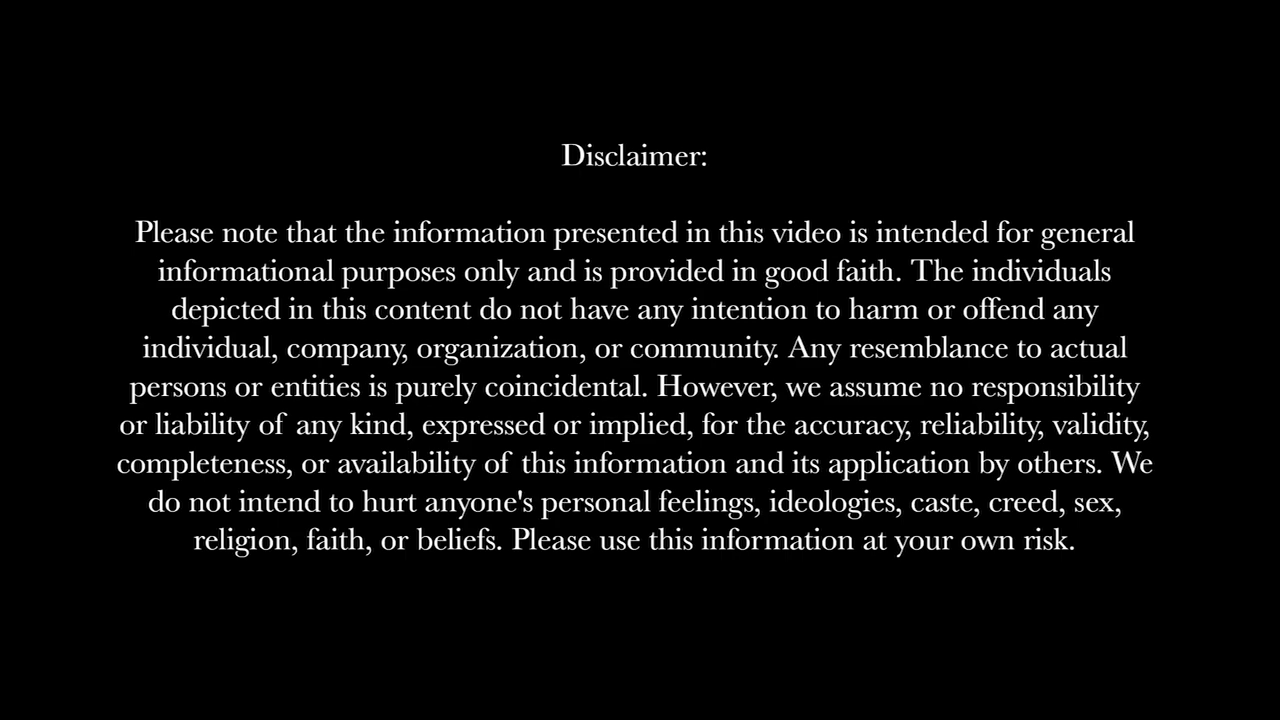 Disclaimer:
Please note that the information presented in this video is intended for general
informational purposes only and is provided in good faith. The individuals
depicted in this content do not have any intention to harm or offend any
individual, company, organization, or community. Any resemblance to actual
persons or entities is purely coincidental. However, we assume no responsibility
or liability of any kind, expressed or implied, for the accuracy, reliability, validity,
completeness, or availability of this information and its application by others. We
do not intend to hurt anyone's personal feelings, ideologies, caste, creed, sex,
religion, faith, or beliefs. Please use this information at your own risk.